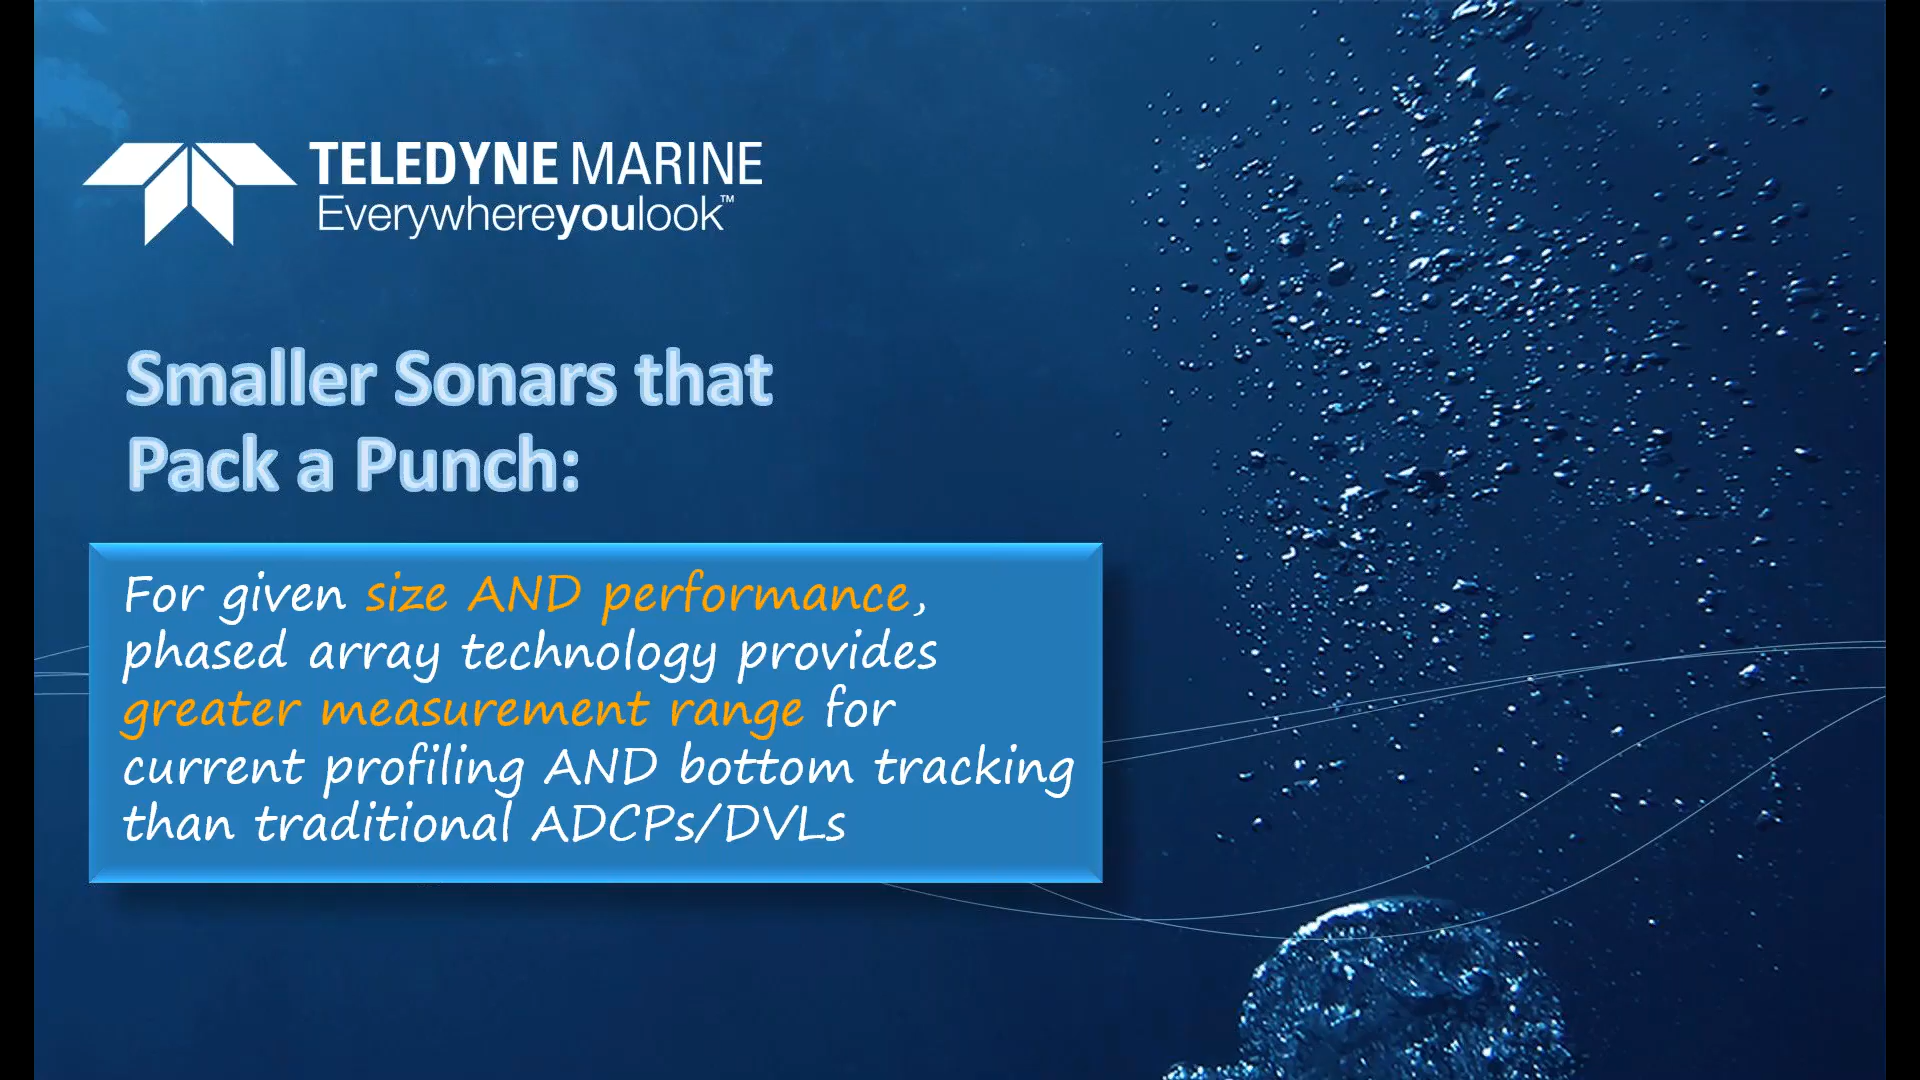 TELEDYNE MARINE
Everywhereyoulook™
Smaller Sonars that
Pack a Punch:
For given size AND performance,
phased array technology provides
greater measurement range for
current profiling AND bottom tracking
than traditional ADCPs/DVLs